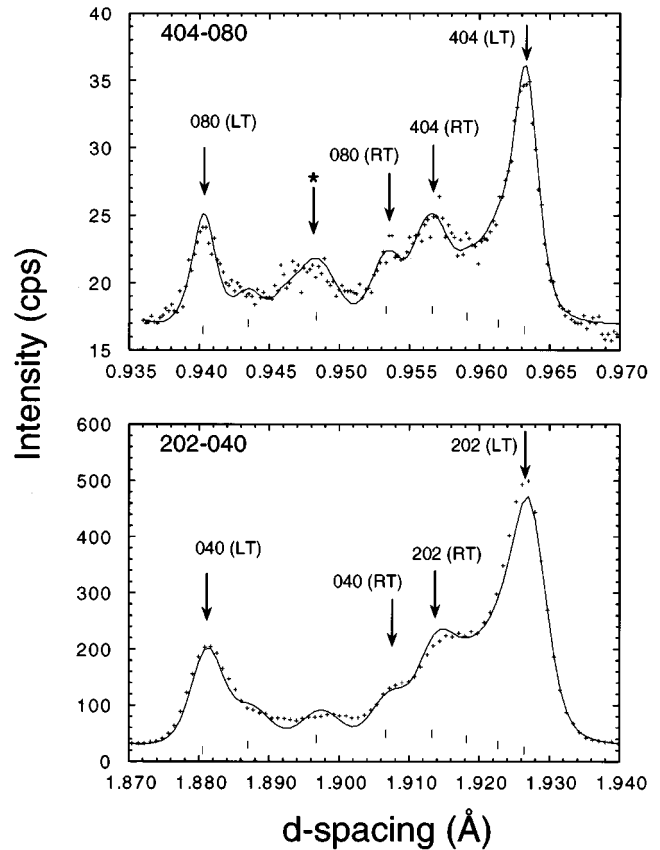 404-080
404 (LT)
080 (LT)
*
080 (RT)
404 (RT)
40
35
30
25
20
15
0.935 0.940 0.945 0.950 0.955 0.960 0.965 0.970
Intensity (cps)
202-040
202 (LT)
040 (LT)
040 (RT)
202 (RT)
600
500
400
300
200
100
0
1.870 1.880 1.890 1.900 1.910 1.920 1.930 1.940
d-spacing (Å)